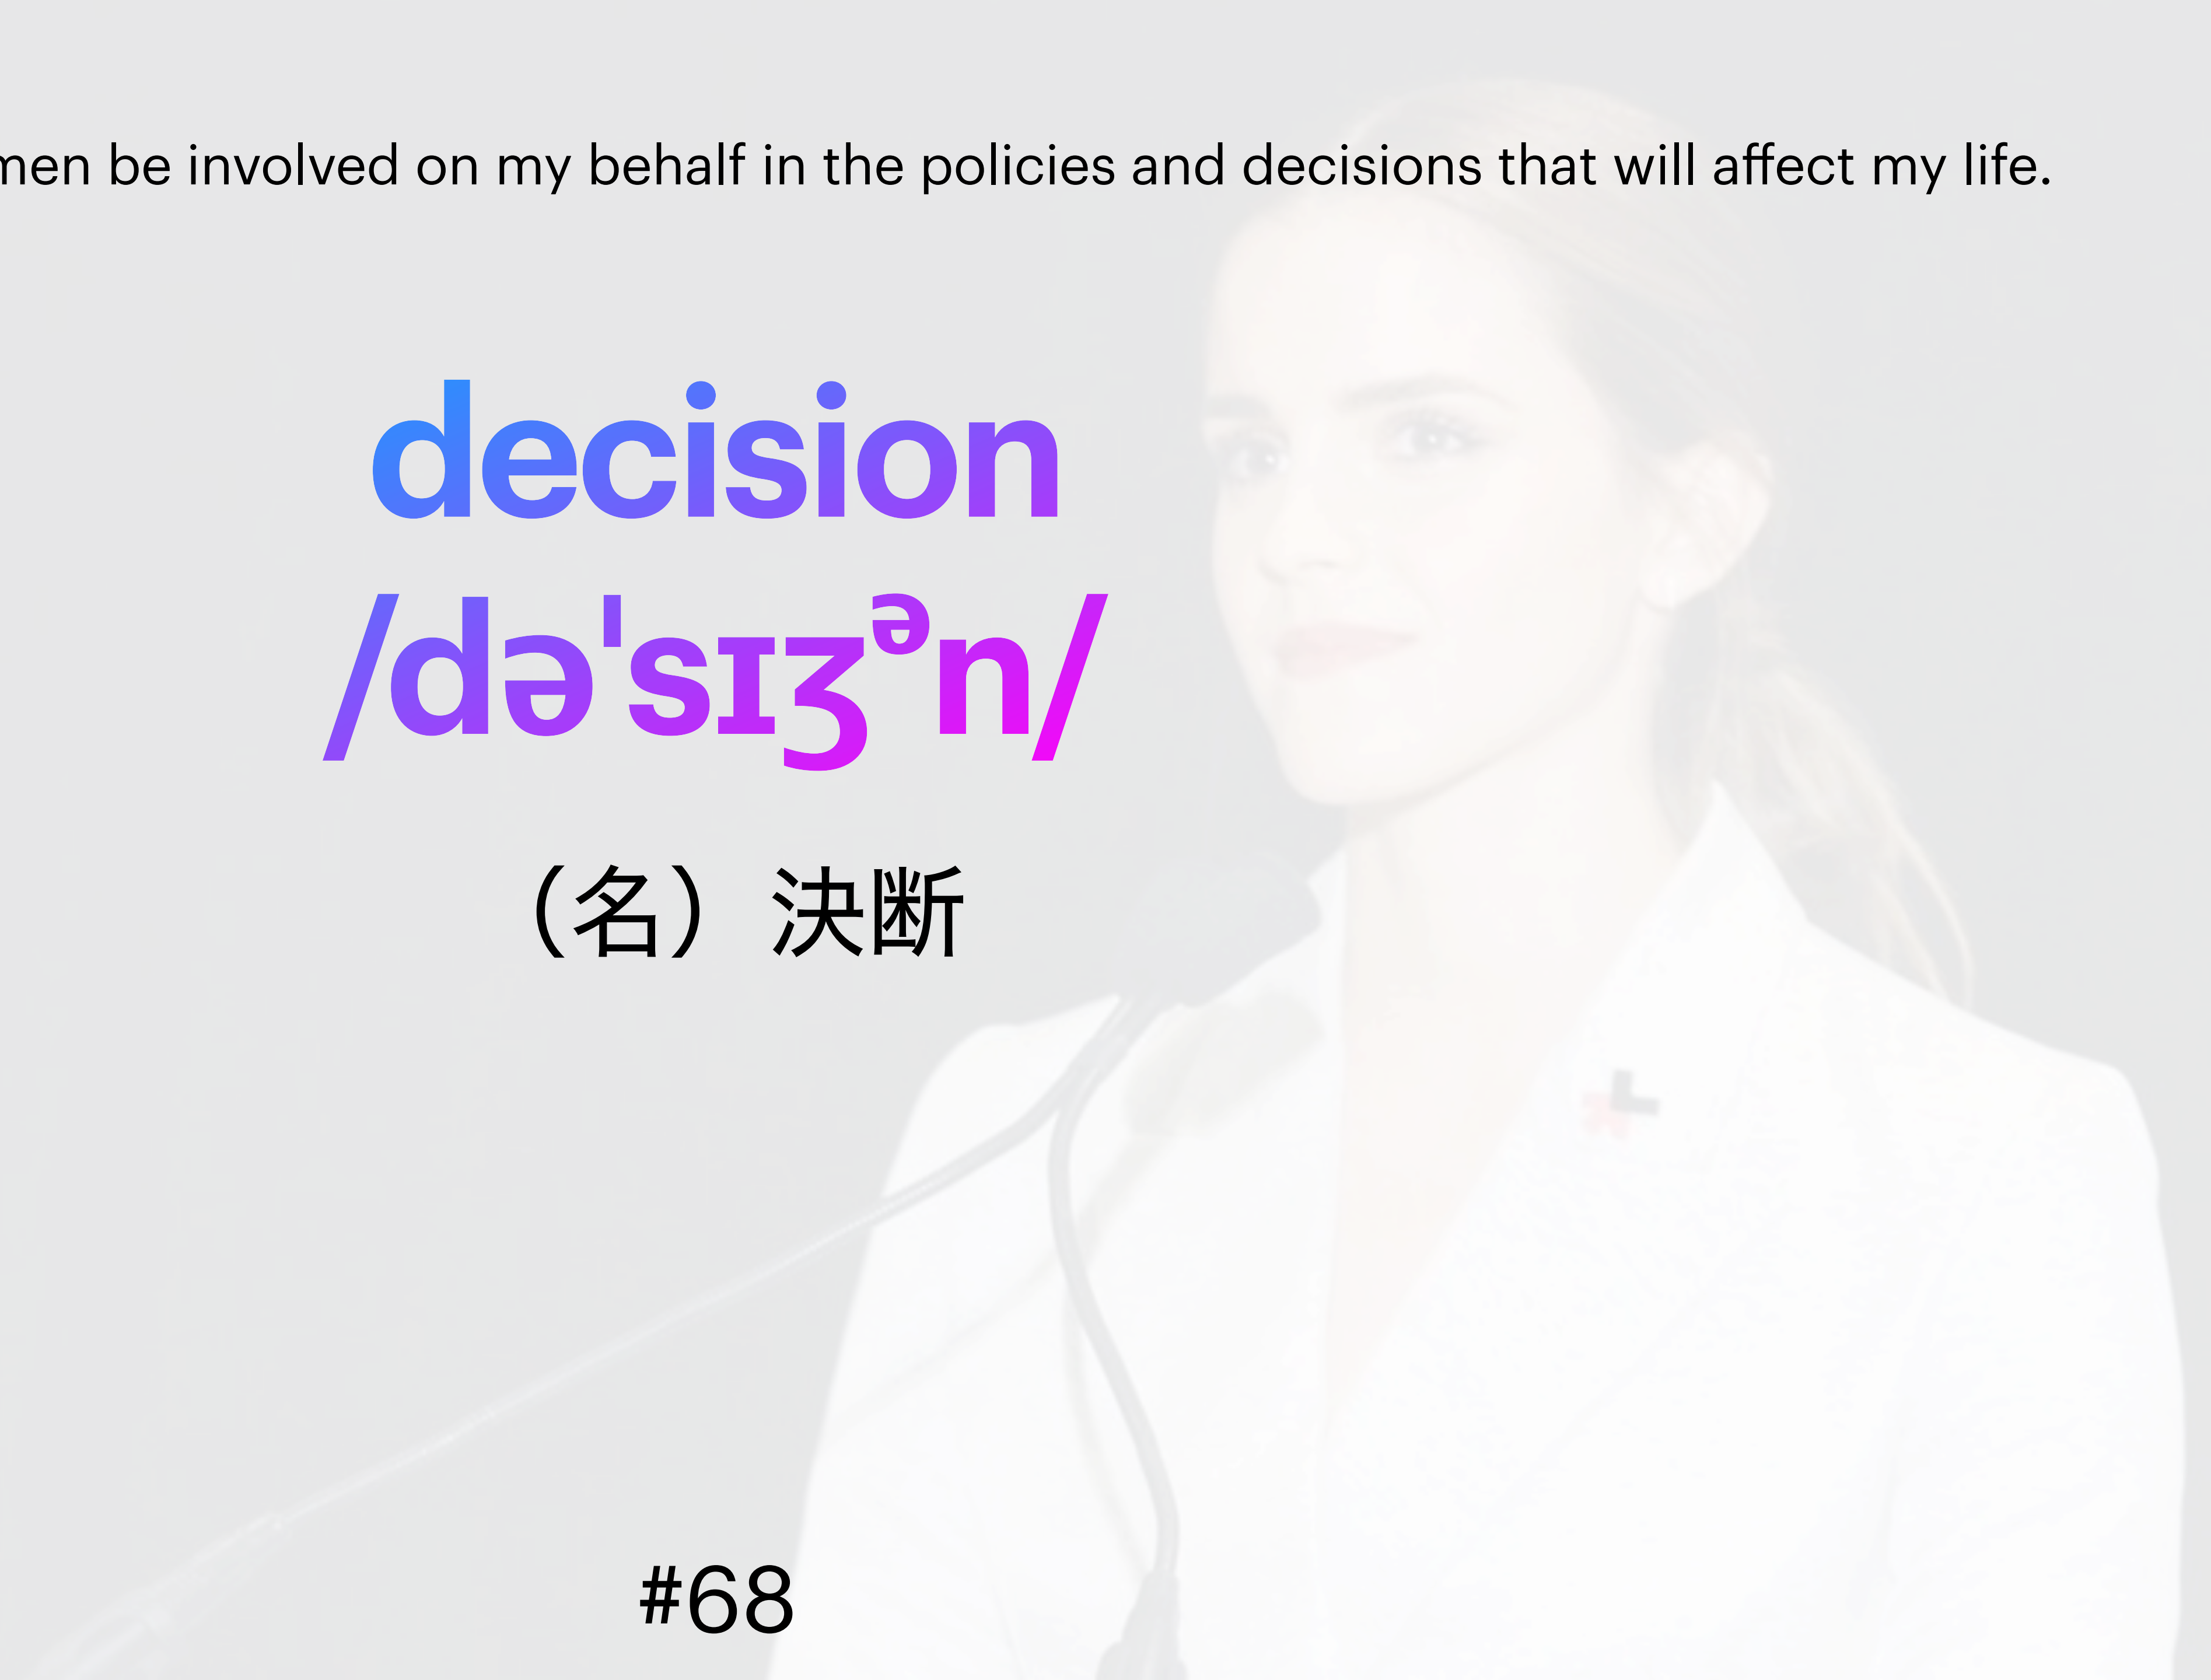 be involved on my behalf in the policies and decisions that will affect my life.
decision
/dəˈsɪʒᵊn/
（名）決断
#68